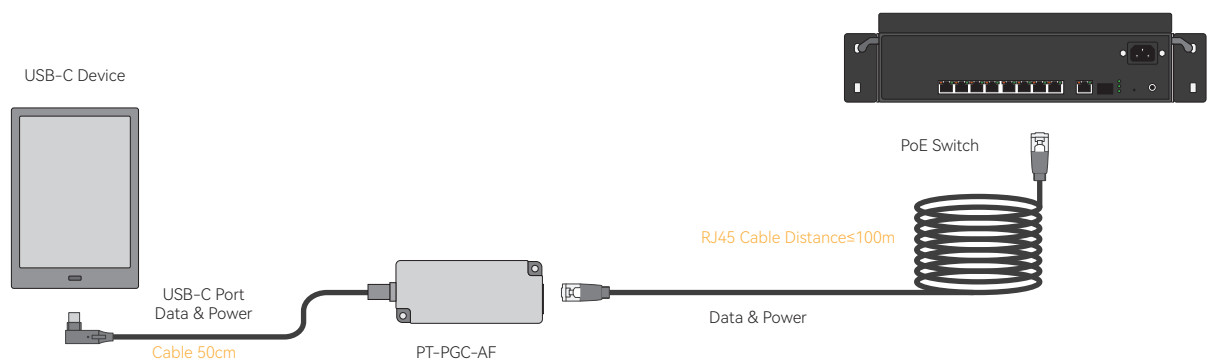 USB-C Device
PoE Switch
RJ45 Cable Distance≤100m
USB-C Port
Data & Power
Data & Power
Cable 50cm
PT-PGC-AF